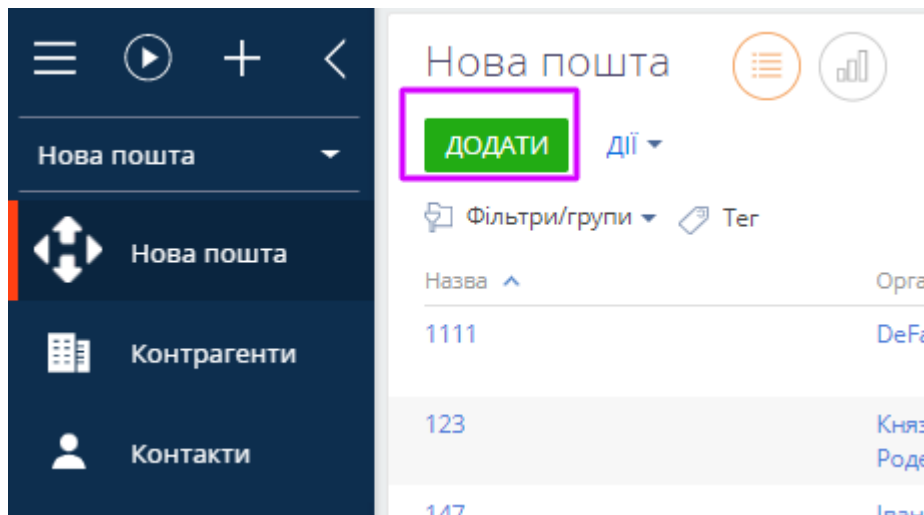 Нова пошта
ДОДАТИ
ДІЇ
Нова пошта
Фільтри/групи
Тег
Нова пошта
Назва
1111
Контрагенти
123
Контакти
147